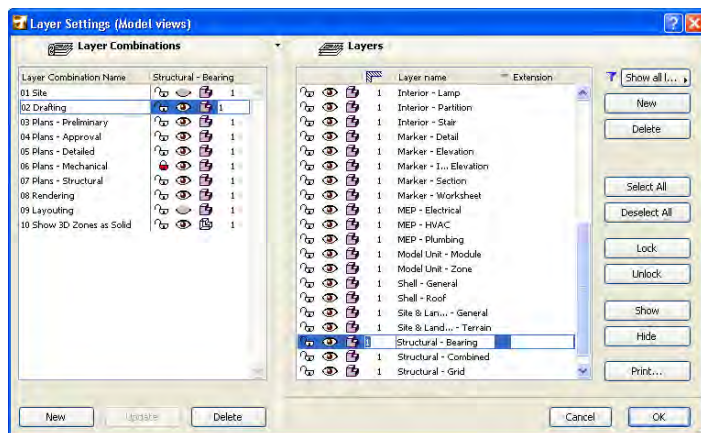 Layer Settings (Model views)
Layer Combinations
Layers
Layer Combination Name Structural - Bearing
01 Site 1
02 Drafting 1
03 Plans - Preliminary 1
04 Plans - Approval 1
05 Plans - Detailed 1
06 Plans - Mechanical 1
07 Plans - Structural 1
08 Rendering 1
09 Layouting 1
10 Show 3D Zones as Solid 1
New Update Delete
Layer name Extension
1 Interior - Lamp
1 Interior - Partition
1 Interior - Stair
1 Marker - Detail
1 Marker - Elevation
1 Marker - I... Elevation
1 Marker - Section
1 Marker - Worksheet
1 MEP - Electrical
1 MEP - HVAC
1 MEP - Plumbing
1 Model Unit - Module
1 Model Unit - Zone
1 Shell - General
1 Shell - Roof
1 Site & Lan... - General
1 Site & Land... - Terrain
1 Structural - Bearing
1 Structural - Combined
1 Structural - Grid
Show all l...
New
Delete
Select All
Deselect All
Lock
Unlock
Show
Hide
Print...
Cancel OK